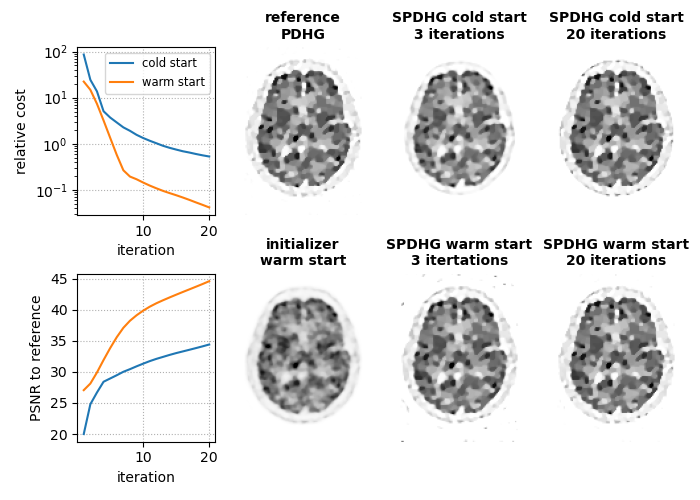 reference
PDHG
SPDHG cold start
3 iterations
SPDHG cold start
20 iterations
10²
10¹
10⁰
10⁻¹
relative cost
cold start
warm start
10
20
iteration
initializer
warm start
SPDHG warm start
3 itertations
SPDHG warm start
20 iterations
45
40
35
30
25
20
PSNR to reference
10
20
iteration